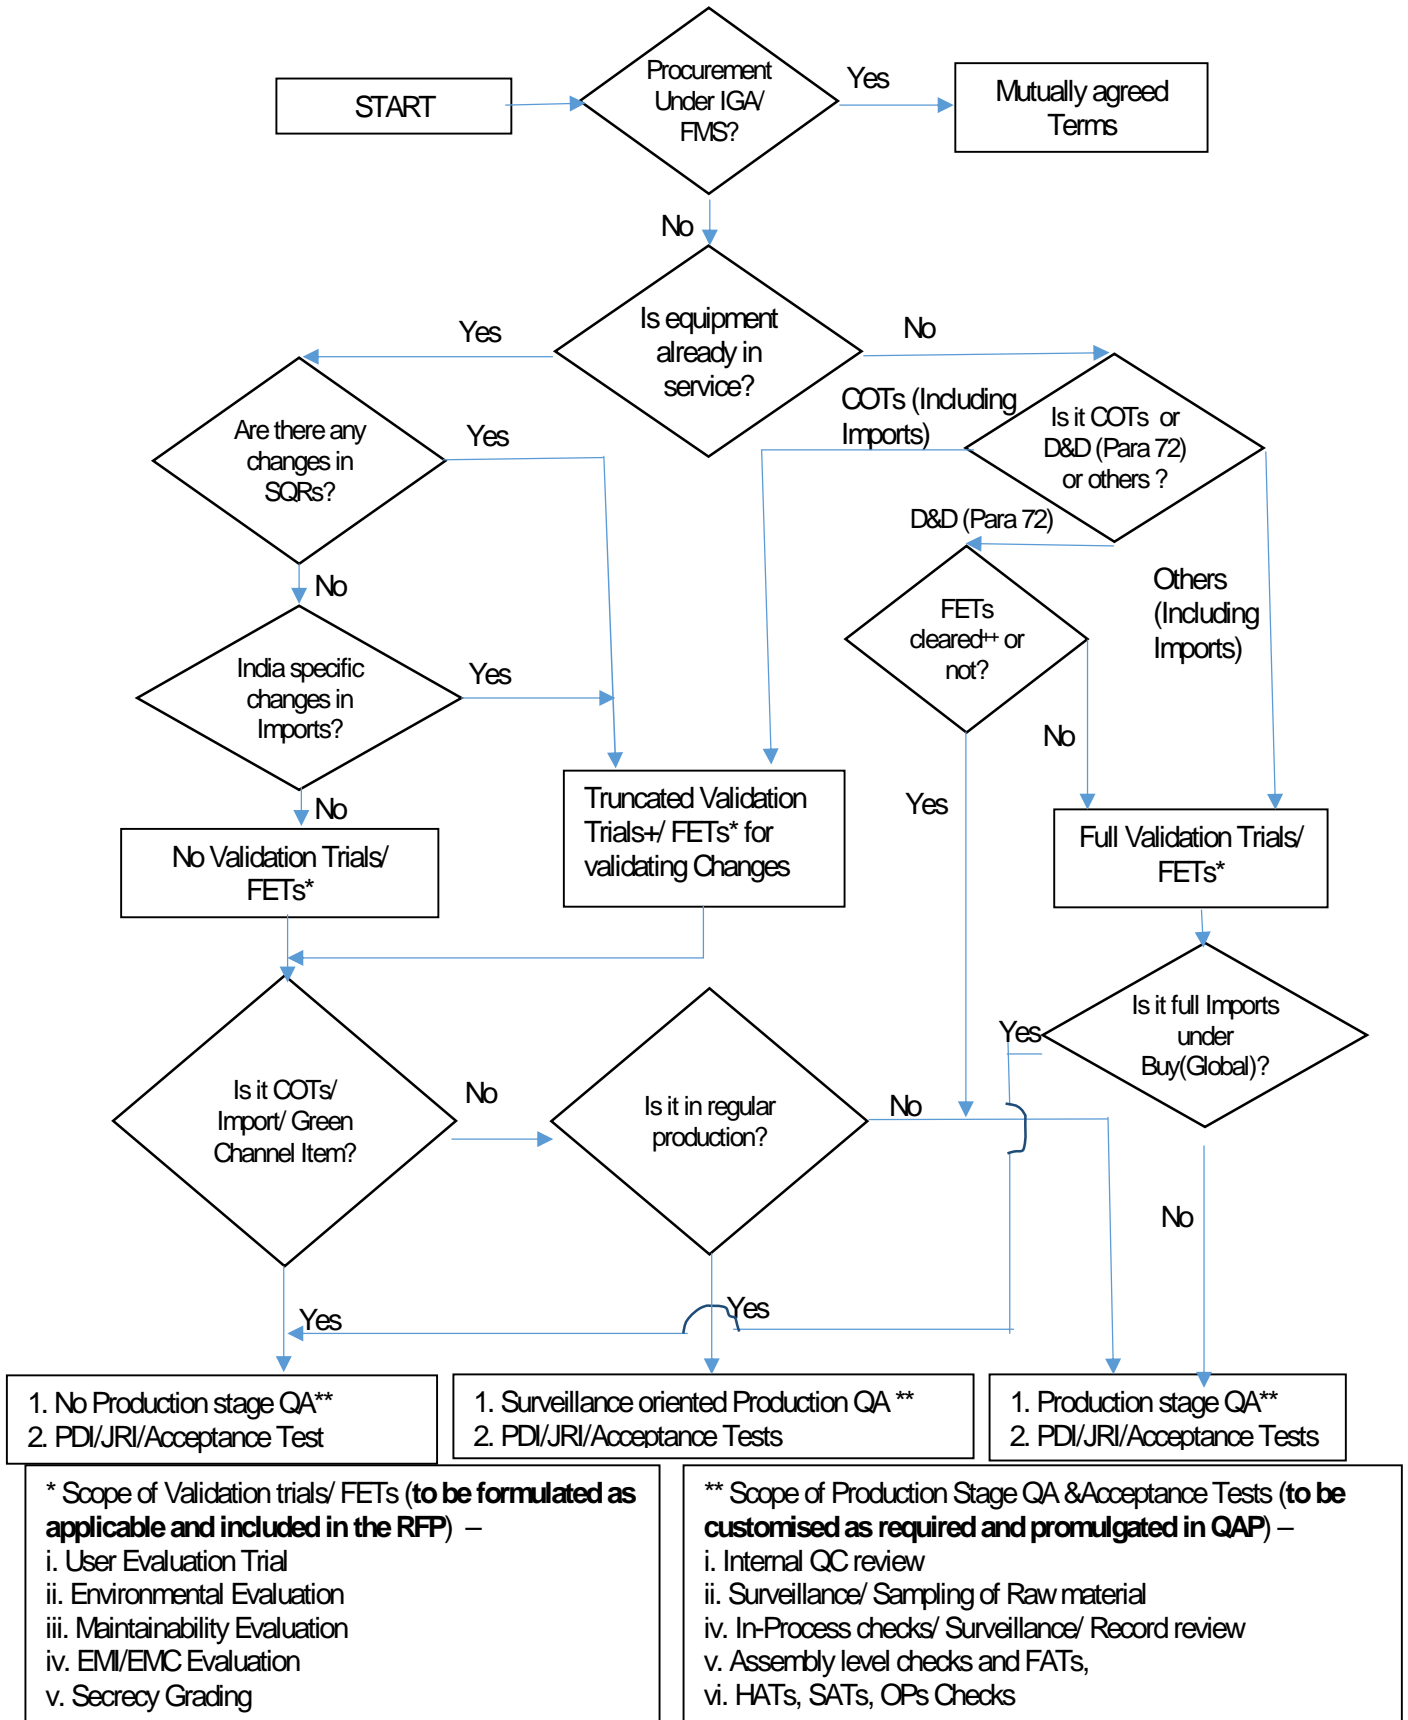 Procurement
Under IGA/
FMS?
START
Yes
Mutually agreed
Terms
No
Is equipment
already in
service?
Yes
No
Are there any
changes in
SQRs?
Yes
COTs (Including
Imports)
Is it COTs or
D&D (Para 72)
or others ?
D&D (Para 72)
No
FETs
cleared++ or
not?
Others
(Including
Imports)
India specific
changes in
Imports?
Yes
No
No
Yes
Truncated Validation
Trials+/ FETs* for
validating Changes
No Validation Trials/
FETs*
Full Validation Trials/
FETs*
Is it full Imports
under
Buy(Global)?
Yes
Is it COTs/
Import/ Green
Channel Item?
No
Is it in regular
production?
No
No
Yes
Yes
1. No Production stage QA**
2. PDI/JRI/Acceptance Test
1. Surveillance oriented Production QA **
2. PDI/JRI/Acceptance Tests
1. Production stage QA**
2. PDI/JRI/Acceptance Tests
* Scope of Validation trials/ FETs (to be formulated as
applicable and included in the RFP) –
i. User Evaluation Trial
ii. Environmental Evaluation
iii. Maintainability Evaluation
iv. EMI/EMC Evaluation
v. Secrecy Grading
** Scope of Production Stage QA &Acceptance Tests (to be
customised as required and promulgated in QAP) –
i. Internal QC review
ii. Surveillance/ Sampling of Raw material
iv. In-Process checks/ Surveillance/ Record review
v. Assembly level checks and FATs,
vi. HATs, SATs, OPs Checks